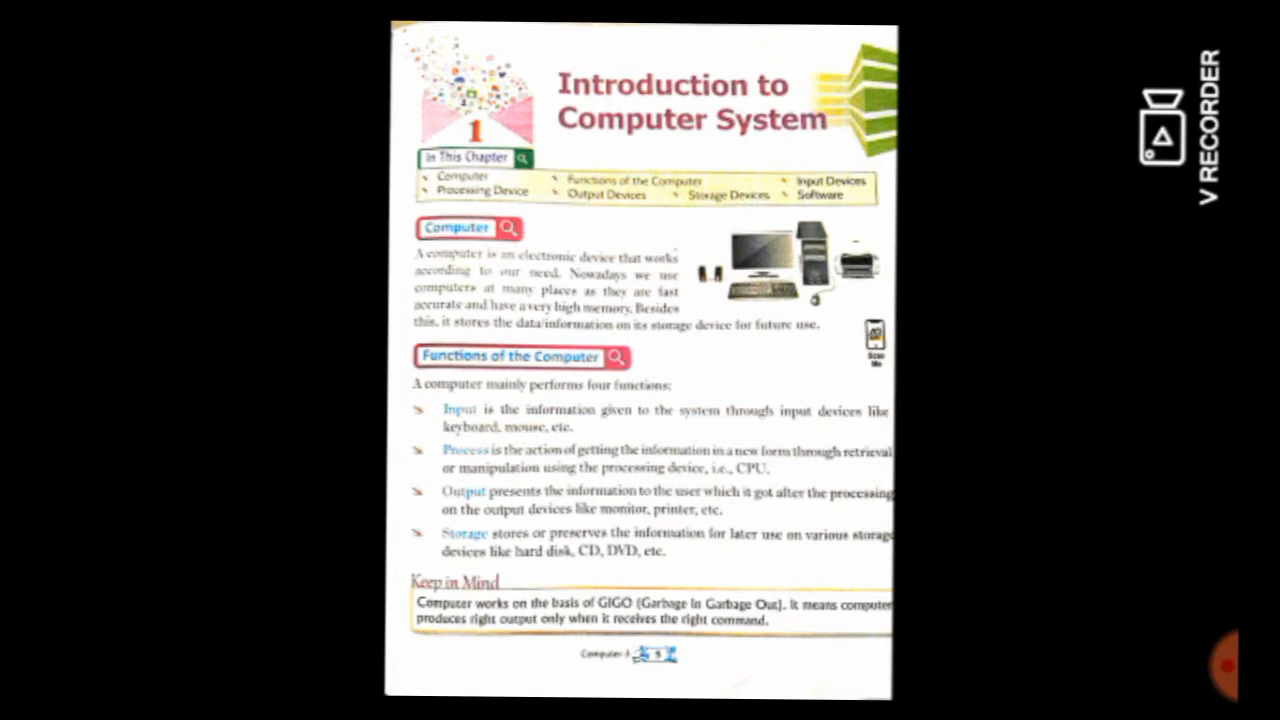 Introduction to
Computer System
1
In This Chapter
Computer
Functions of the Computer
Input Devices
Processing Device
Output Devices
Storage Devices
Software
Computer
A computer is an electronic device that works
according to our need. Nowadays we use
computers at many places as they are fast
accurate and have a very high memory. Besides
this, it stores the data/information on its storage device for future use.
Scan
Me
Functions of the Computer
A computer mainly performs four functions:
Input is the information given to the system through input devices like
keyboard, mouse, etc.
Process is the action of getting the information in a new form through retrieval
or manipulation using the processing device, i.e., CPU.
Output presents the information to the user which it got after the processing
on the output devices like monitor, printer, etc.
Storage stores or preserves the information for later use on various storage
devices like hard disk, CD, DVD, etc.
Keep in Mind
Computer works on the basis of GIGO (Garbage In Garbage Out). It means computer
produces right output only when it receives the right command.
Computer-3 5
V RECORDER